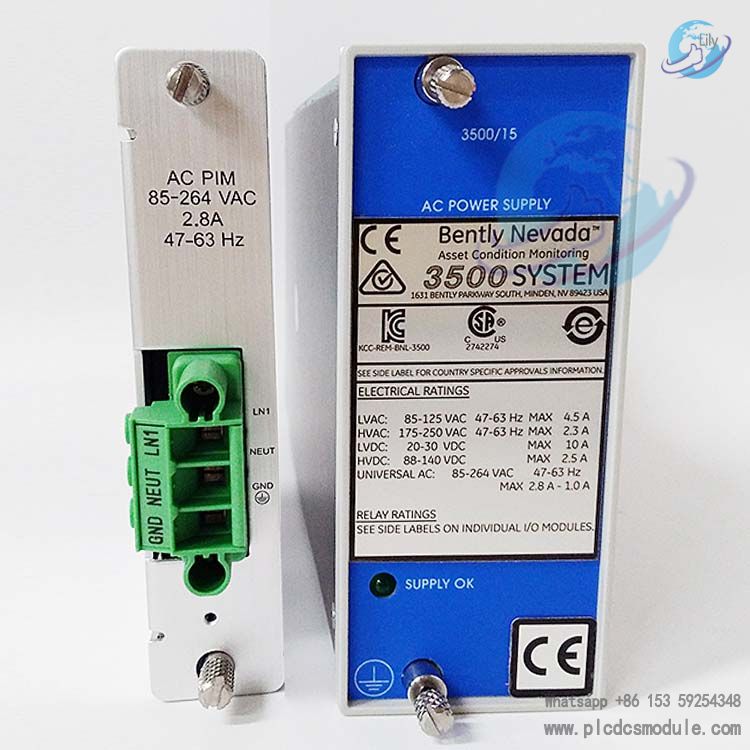 Eily
AC PIM
85-264 VAC
2.8A
47-63 Hz
LN1
NEUT
GND
GND NEUT LN1
3500/15
AC POWER SUPPLY
CE
Bently Nevada™
Asset Condition Monitoring
3500 SYSTEM
1631 BENTLY PARKWAY SOUTH, MINDEN, NV 89423 USA
KCC-REM-BNL-3500
C SA US
2742274
e
SEE SIDE LABEL FOR COUNTRY SPECIFIC APPROVALS INFORMATION.
ELECTRICAL RATINGS
LVAC: 85-125 VAC 47-63 Hz MAX 4.5 A
HVAC: 175-250 VAC 47-63 Hz MAX 2.3 A
LVDC: 20-30 VDC MAX 10 A
HVDC: 88-140 VDC MAX 2.5 A
UNIVERSAL AC: 85-264 VAC 47-63Hz
MAX 2.8 A - 1.0 A
RELAY RATINGS
SEE SIDE LABELS ON INDIVIDUAL I/O MODULES.
SUPPLY OK
CE
Whatsapp +86 153 59254348
www.plcdcsmodule.com